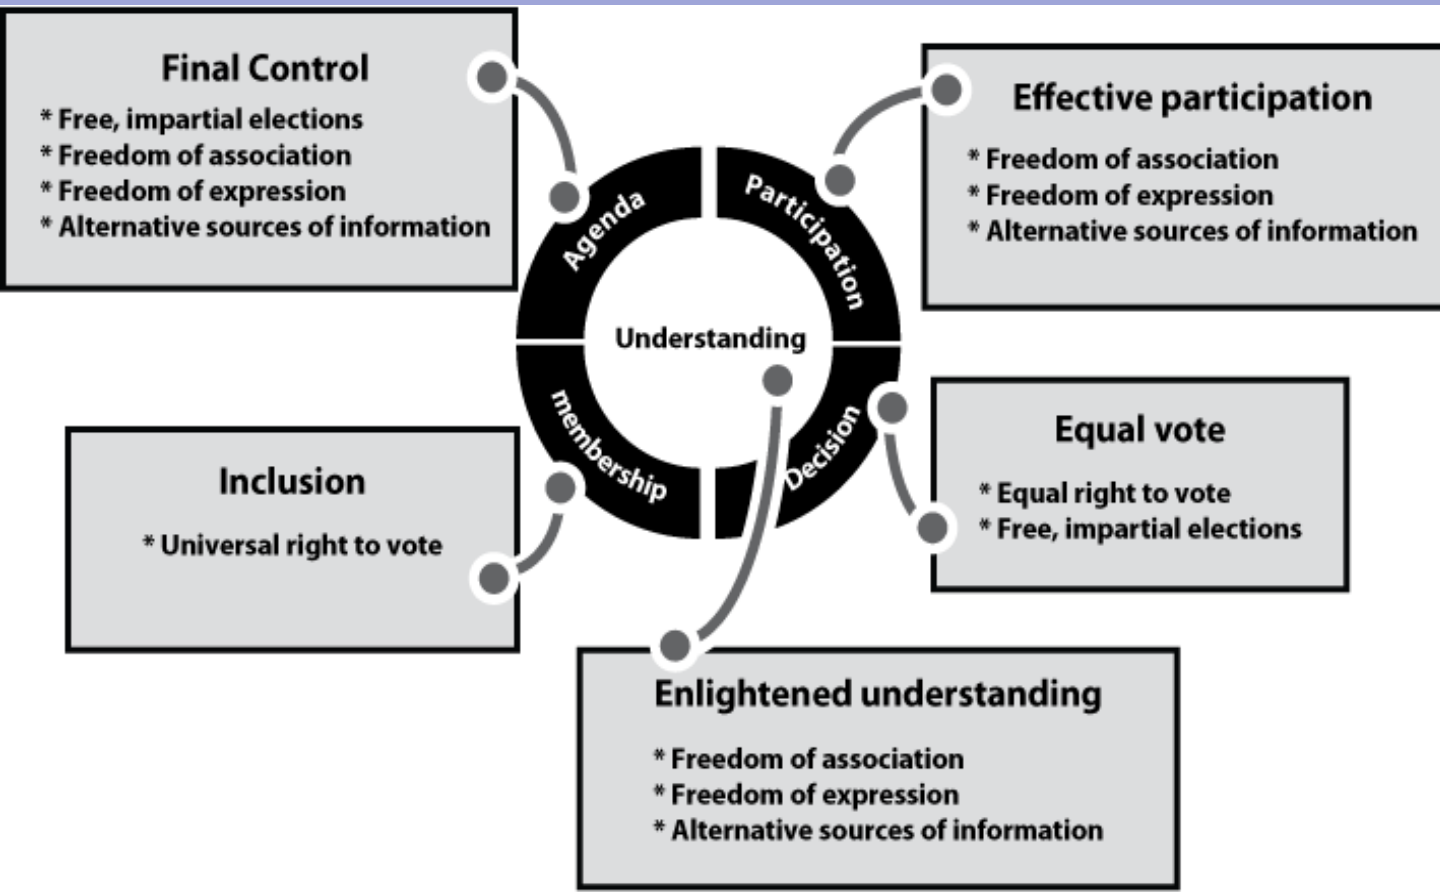 Final Control
* Free, impartial elections
* Freedom of association
* Freedom of expression
* Alternative sources of information
Effective participation
* Freedom of association
* Freedom of expression
* Alternative sources of information
Agenda
Participation
Understanding
membership
Decision
Equal vote
* Equal right to vote
* Free, impartial elections
Inclusion
* Universal right to vote
Enlightened understanding
* Freedom of association
* Freedom of expression
* Alternative sources of information